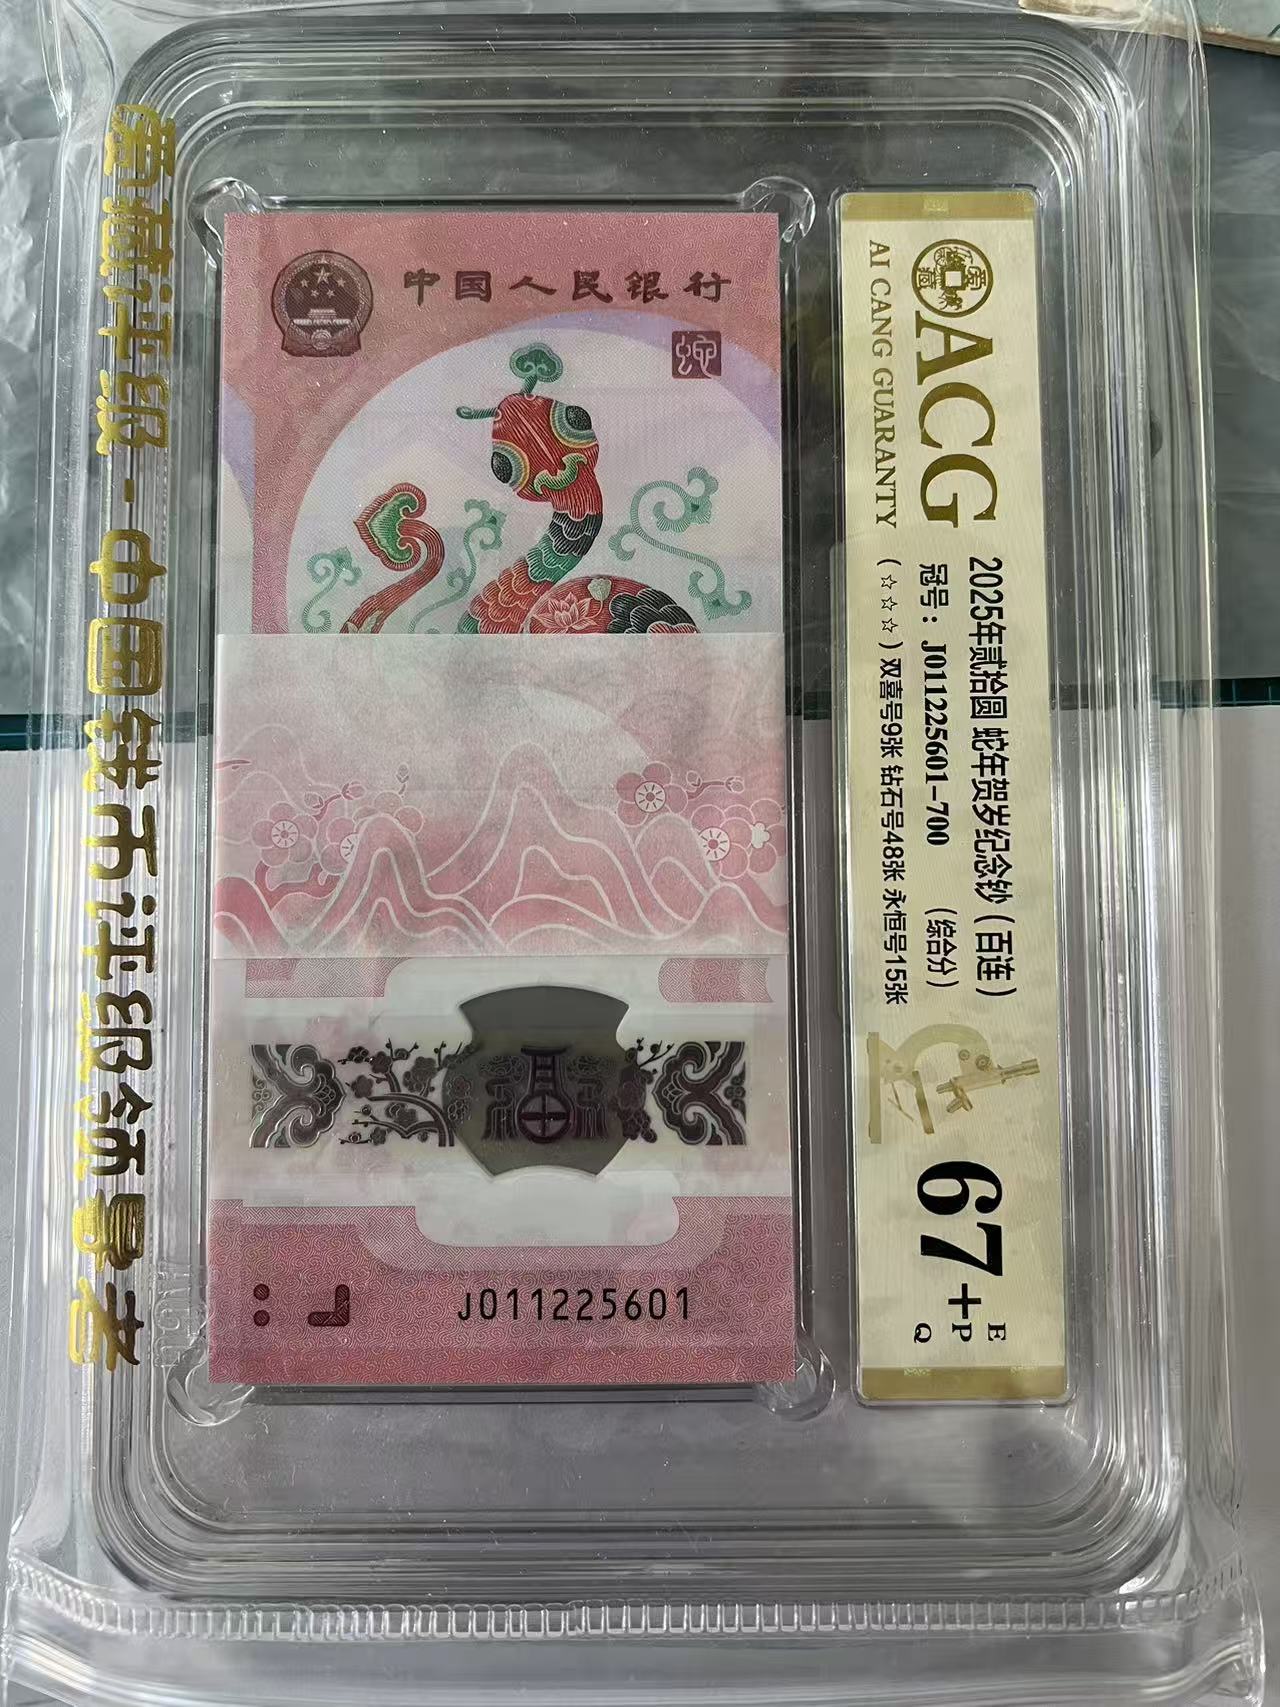 中国人民银行
蛇
J011225601
ACG
AI CANG GUARANTY
2025年贰拾圆 蛇年贺岁纪念钞（百连）
冠号：J011225601-700 （综合分）
（☆☆☆）双喜号9张 钻石号48张 永恒号15张
67+
E
P
Q
爱藏评级-中国钱币评级领导者